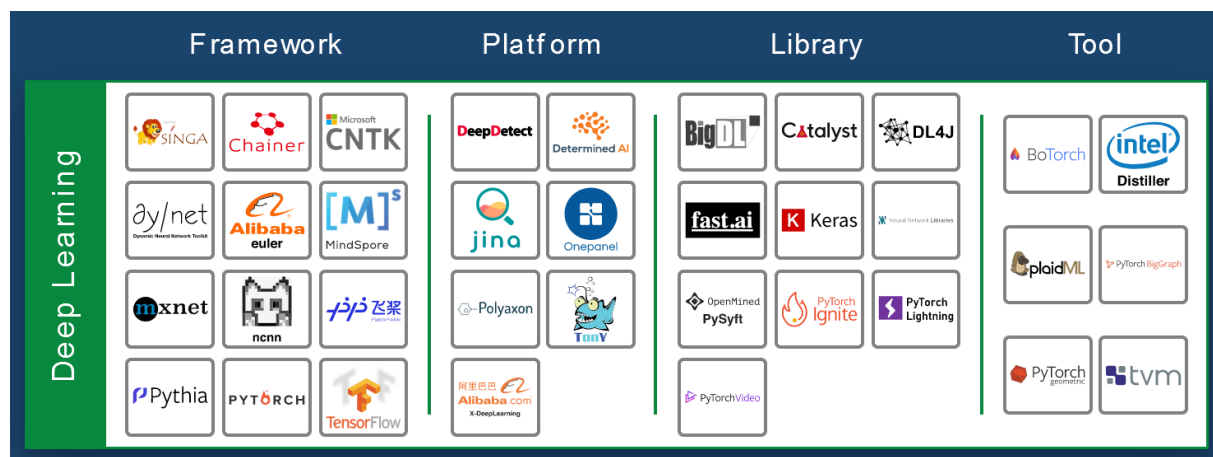 Framework
Platform
Library
Tool
Deep Learning
SINGA
Chainer
Microsoft
CNTK
∂y/net
Dynamic Neural Network Toolkit
Alibaba
euler
[M]s
MindSpore
mxnet
ncnn
飞桨
PaddlePaddle
Pythia
PYTORCH
TensorFlow
DeepDetect
Determined AI
jina
Onepanel
Polyaxon
TonY
阿里巴巴
Alibaba.com
X-DeepLearning
BigDL
Catalyst
DL4J
fast.ai
K Keras
Neural Network Libraries
OpenMined
PySyft
PyTorch
Ignite
PyTorch
Lightning
PyTorchVideo
BoTorch
intel
Distiller
plaidML
PyTorch BigGraph
PyTorch
geometric
tvm